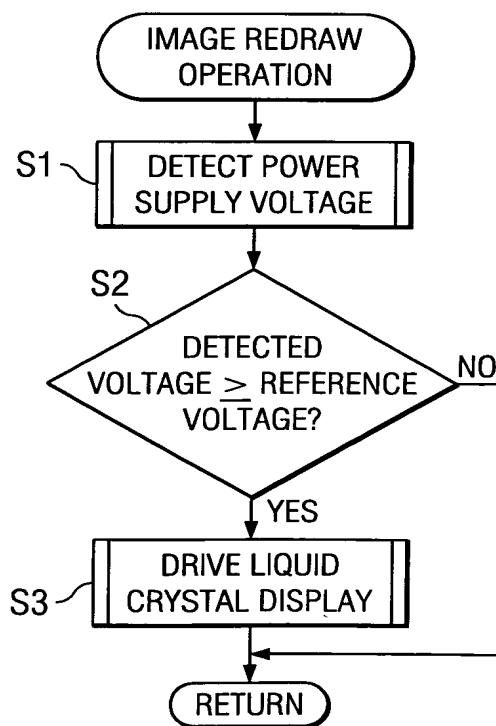 IMAGE REDRAW
OPERATION
S1
DETECT POWER
SUPPLY VOLTAGE
S2
DETECTED
VOLTAGE ≥ REFERENCE
VOLTAGE?
NO
YES
S3
DRIVE LIQUID
CRYSTAL DISPLAY
RETURN